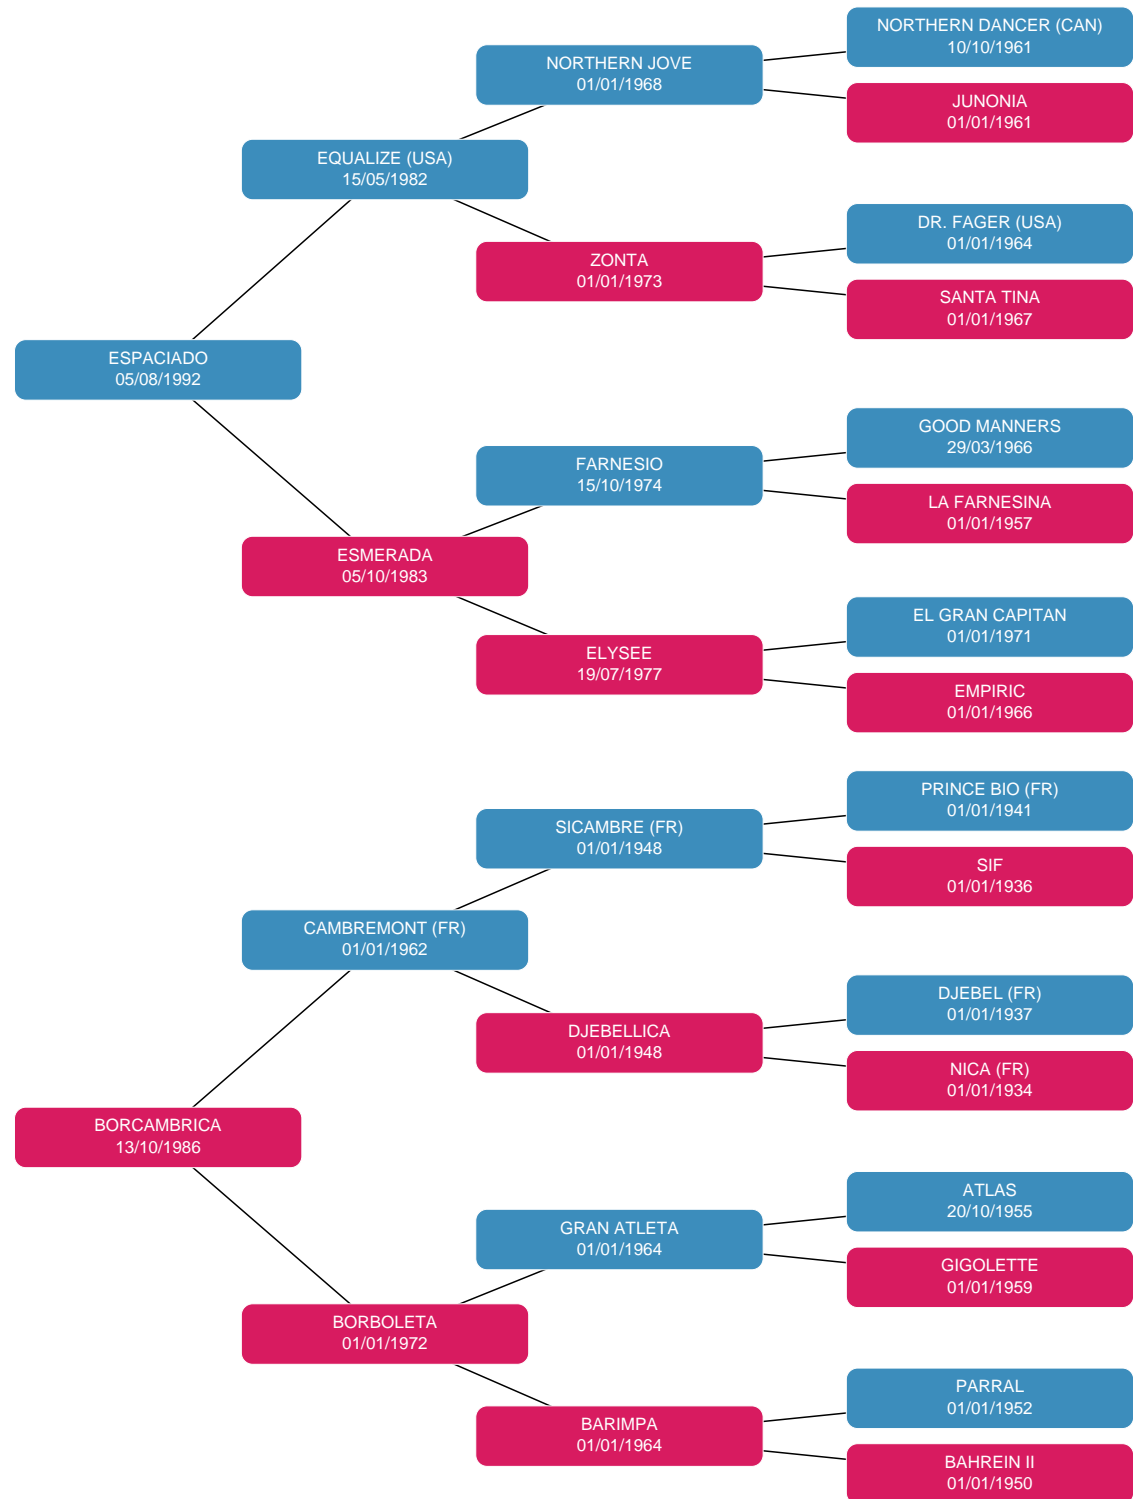 NORTHERN DANCER (CAN)
10/10/1961
NORTHERN JOVE
01/01/1968
JUNONIA
01/01/1961
EQUALIZE (USA)
15/05/1982
DR. FAGER (USA)
01/01/1964
ZONTA
01/01/1973
SANTA TINA
01/01/1967
ESPACIADO
05/08/1992
GOOD MANNERS
29/03/1966
FARNESIO
15/10/1974
LA FARNESINA
01/01/1957
ESMERADA
05/10/1983
EL GRAN CAPITAN
01/01/1971
ELYSEE
19/07/1977
EMPIRIC
01/01/1966
PRINCE BIO (FR)
01/01/1941
SICAMBRE (FR)
01/01/1948
SIF
01/01/1936
CAMBREMONT (FR)
01/01/1962
DJEBEL (FR)
01/01/1937
DJEBELLICA
01/01/1948
NICA (FR)
01/01/1934
BORCAMBRICA
13/10/1986
ATLAS
20/10/1955
GRAN ATLETA
01/01/1964
GIGOLETTE
01/01/1959
BORBOLETA
01/01/1972
PARRAL
01/01/1952
BARIMPA
01/01/1964
BAHREIN II
01/01/1950